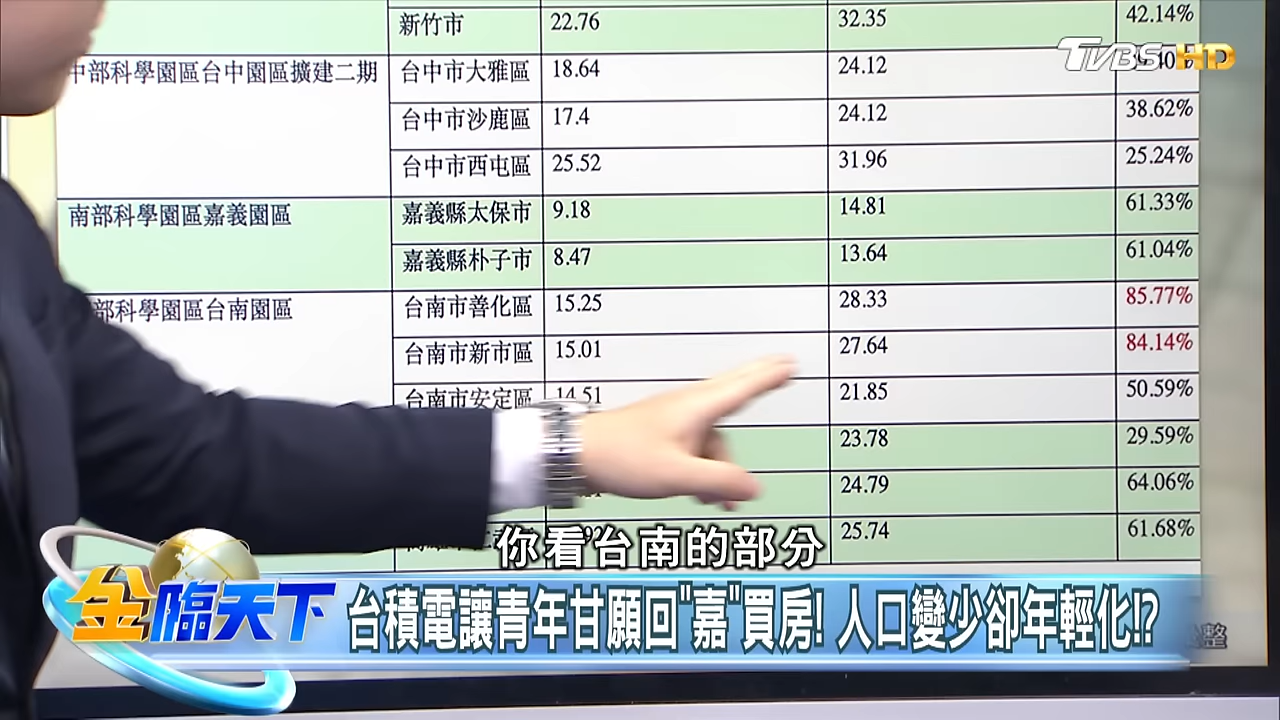 新竹市 22.76 32.35 42.14%
TVBS HD
中部科學園區台中園區擴建二期 台中市大雅區 18.64 24.12
台中市沙鹿區 17.4 24.12 38.62%
台中市西屯區 25.52 31.96 25.24%
南部科學園區嘉義園區 嘉義縣太保市 9.18 14.81 61.33%
嘉義縣朴子市 8.47 13.64 61.04%
部科學園區台南園區 台南市善化區 15.25 28.33 85.77%
台南市新市區 15.01 27.64 84.14%
台南市安定區 14.51 21.85 50.59%
23.78 29.59%
24.79 64.06%
25.74 61.68%
你看台南的部分
金臨天下
台積電讓青年甘願回"嘉"買房! 人口變少卻年輕化!?